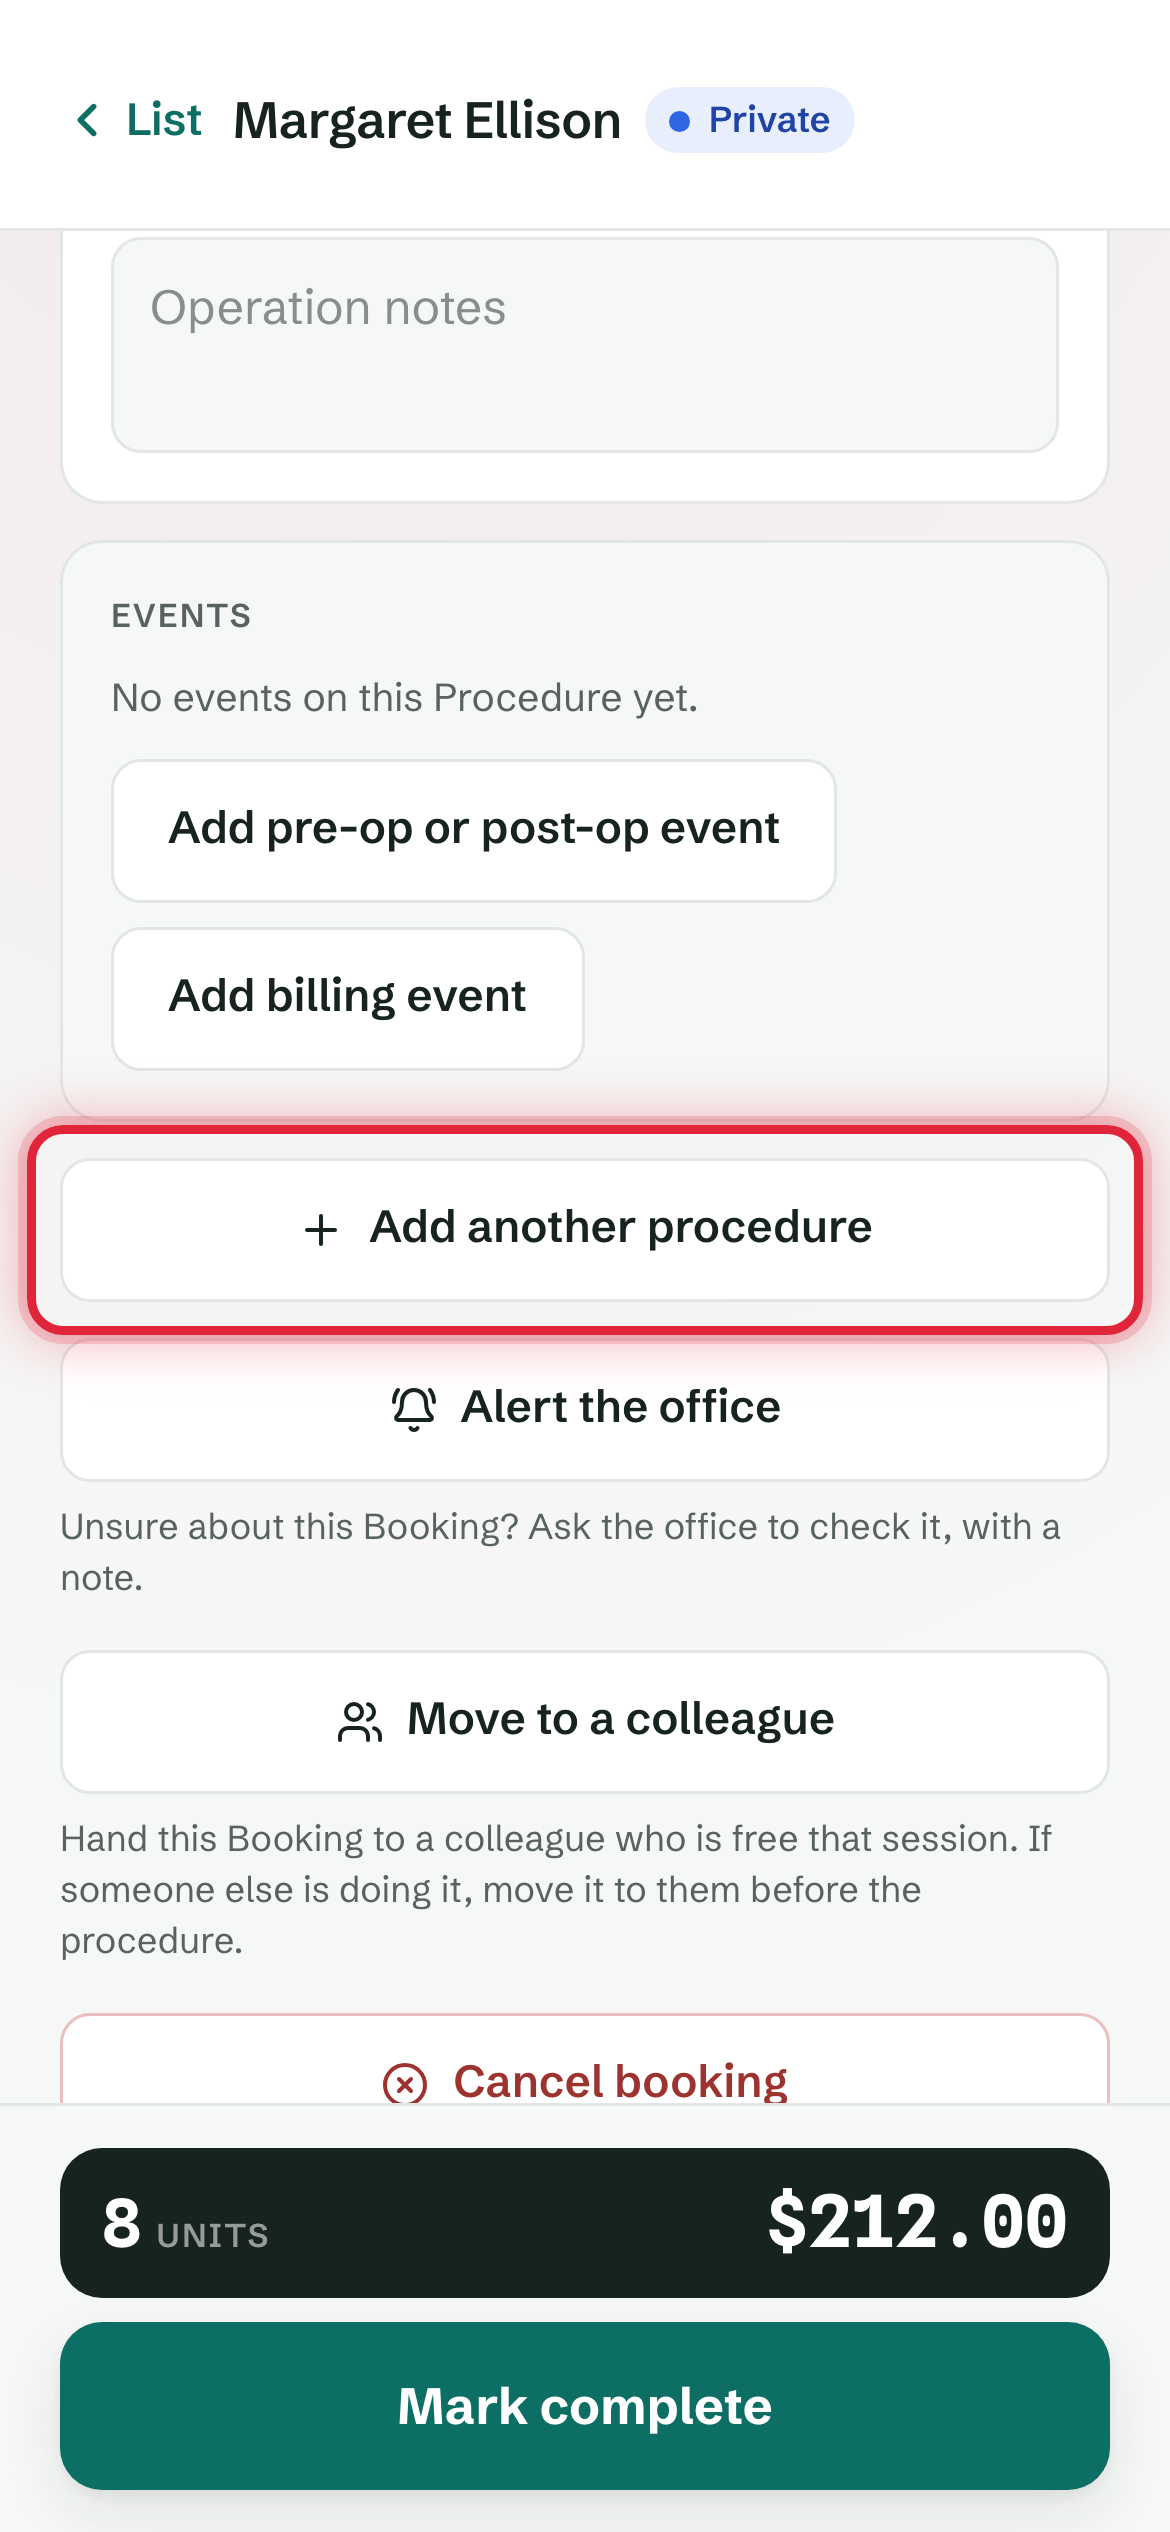 List Margaret Ellison Private
Operation notes
EVENTS
No events on this Procedure yet.
Add pre-op or post-op event
Add billing event
Add another procedure
Alert the office
Unsure about this Booking? Ask the office to check it, with a
note.
Move to a colleague
Hand this Booking to a colleague who is free that session. If
someone else is doing it, move it to them before the
procedure.
Cancel booking
8 UNITS $212.00
Mark complete